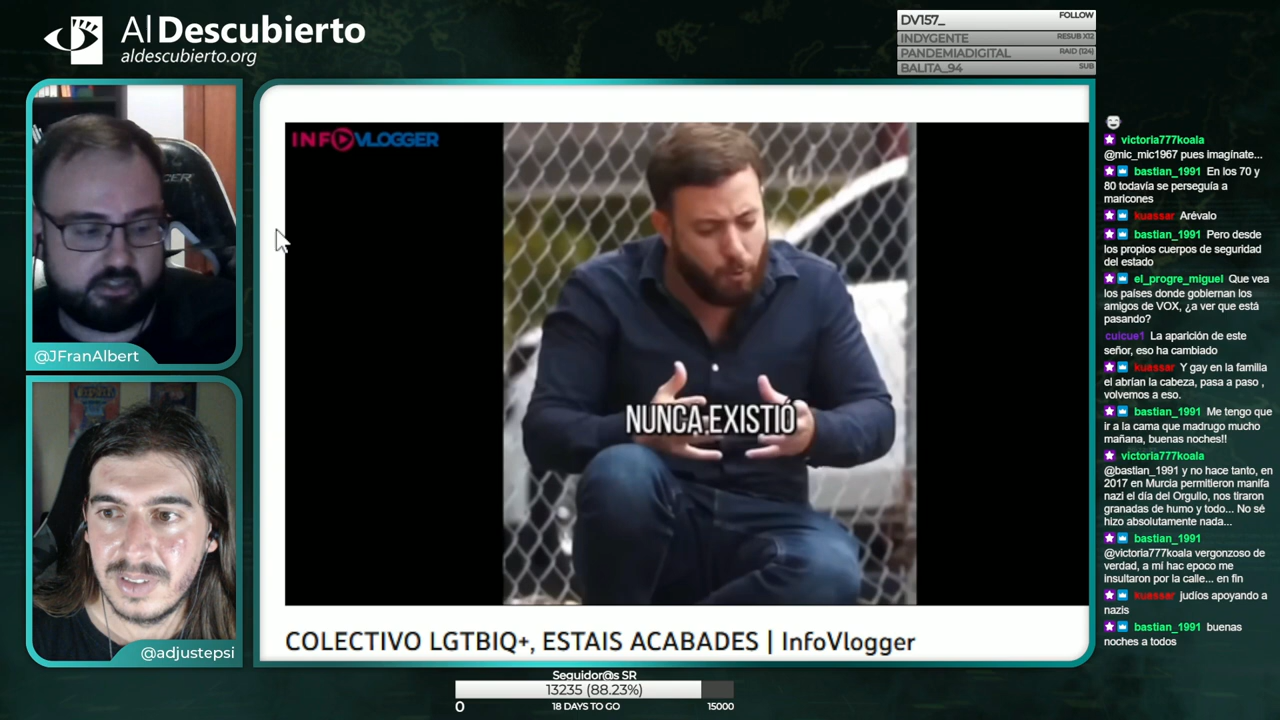 Al Descubierto
aldescubierto.org
DV157_ FOLLOW
INDYGENTE RESUB X12
PANDEMIADIGITAL RAID (124)
BALITA_94 SUB
@JFranAlbert
@adjustepsi
INFOVLOGGER
NUNCA EXISTIÓ
COLECTIVO LGTBIQ+, ESTAIS ACABADES | InfoVlogger
Seguidor@s SR
13235 (88.23%)
0 18 DAYS TO GO 15000
victoria777koala
@mic_mic1967 pues imagínate...
bastian_1991 En los 70 y
80 todavía se perseguía a
maricones
kuassar Arévalo
bastian_1991 Pero desde
los propios cuerpos de seguridad
del estado
el_progre_miguel Que vea
los países donde gobiernan los
amigos de VOX, ¿a ver que está
pasando?
cuicue1 La aparición de este
señor, eso ha cambiado
kuassar Y gay en la familia
el abrían la cabeza, pasa a paso ,
volvemos a eso.
bastian_1991 Me tengo que
ir a la cama que madrugo mucho
mañana, buenas noches!!
victoria777koala
@bastian_1991 y no hace tanto, en
2017 en Murcia permitieron manifa
nazi el día del Orgullo, nos tiraron
granadas de humo y todo... No sé
hizo absolutamente nada...
bastian_1991
@victoria777koala vergonzoso de
verdad, a mí hac epoco me
insultaron por la calle... en fin
kuassar judíos apoyando a
nazis
bastian_1991 buenas
noches a todos